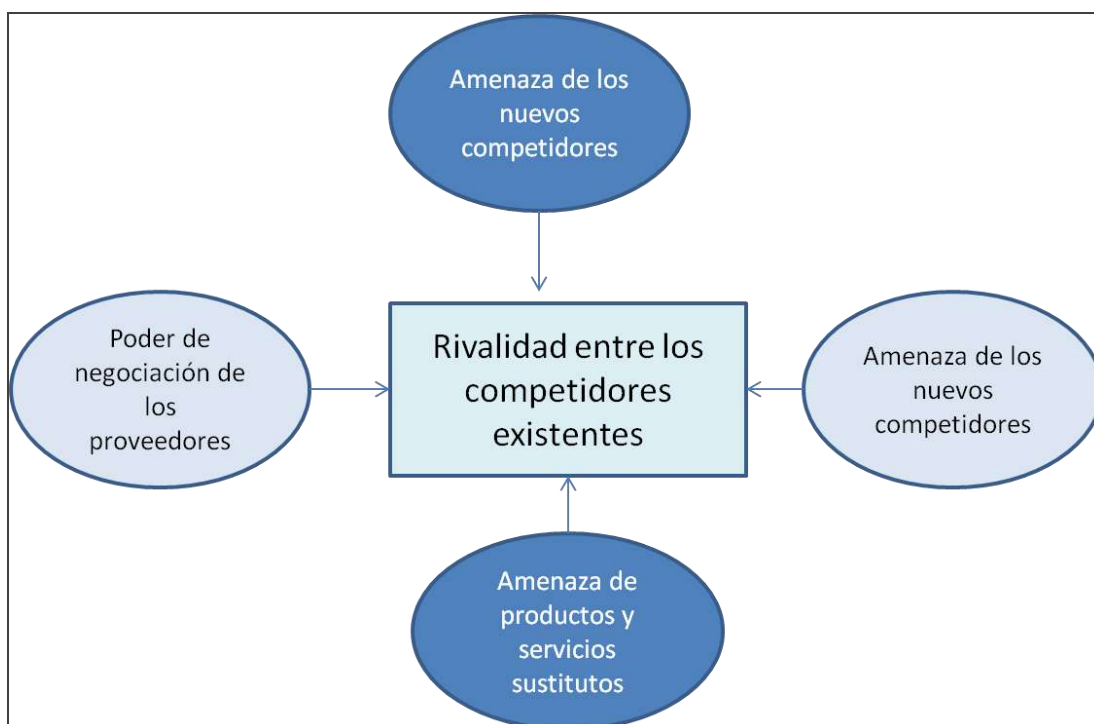 Amenaza de los
nuevos
competidores
Poder de
negociación de
los
proveedores
Rivalidad entre los
competidores
existentes
Amenaza de los
nuevos
competidores
Amenaza de
productos y
servicios
sustitutos